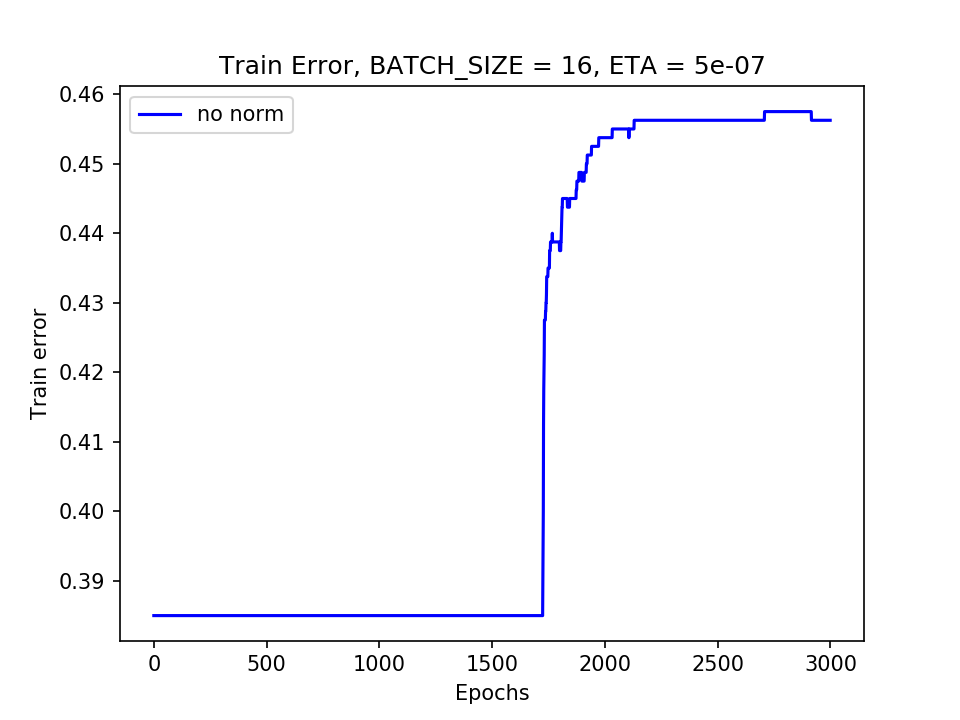 Train Error, BATCH_SIZE = 16, ETA = 5e-07
no norm
0.46
0.45
0.44
0.43
0.42
0.41
0.40
0.39
Train error
0 500 1000 1500 2000 2500 3000
Epochs